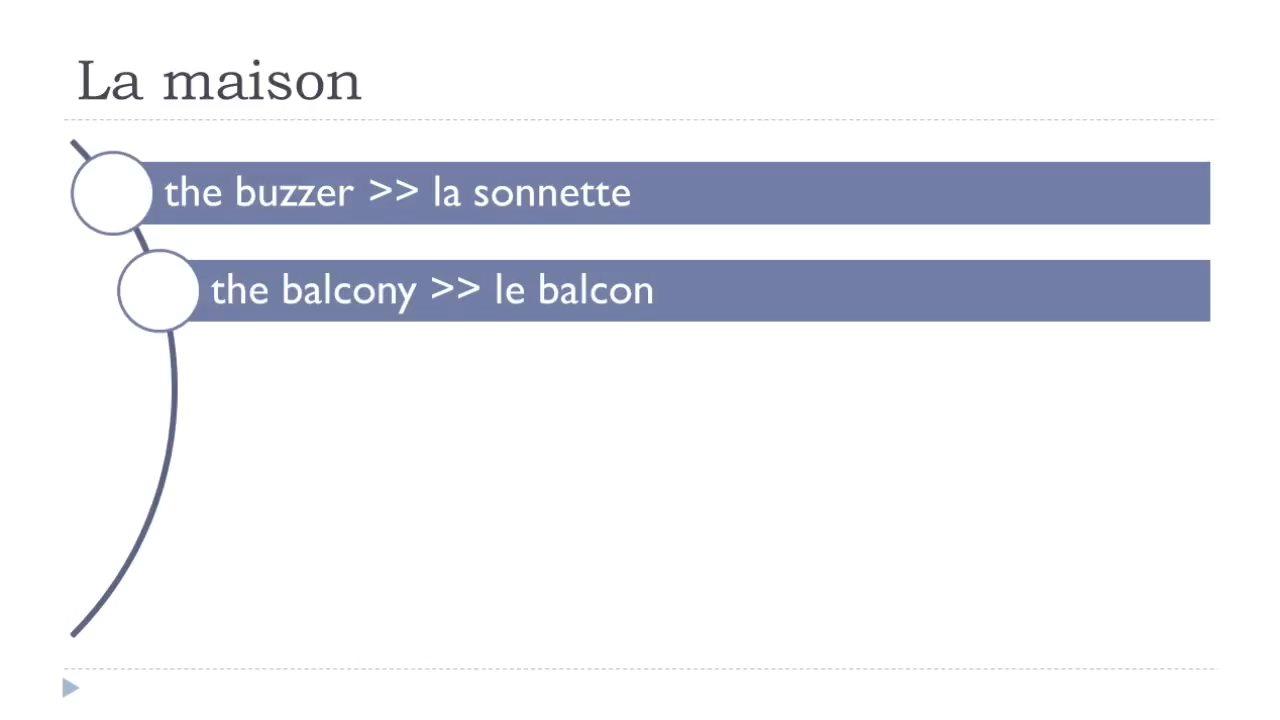 La maison
the buzzer >> la sonnette
the balcony >> le balcon